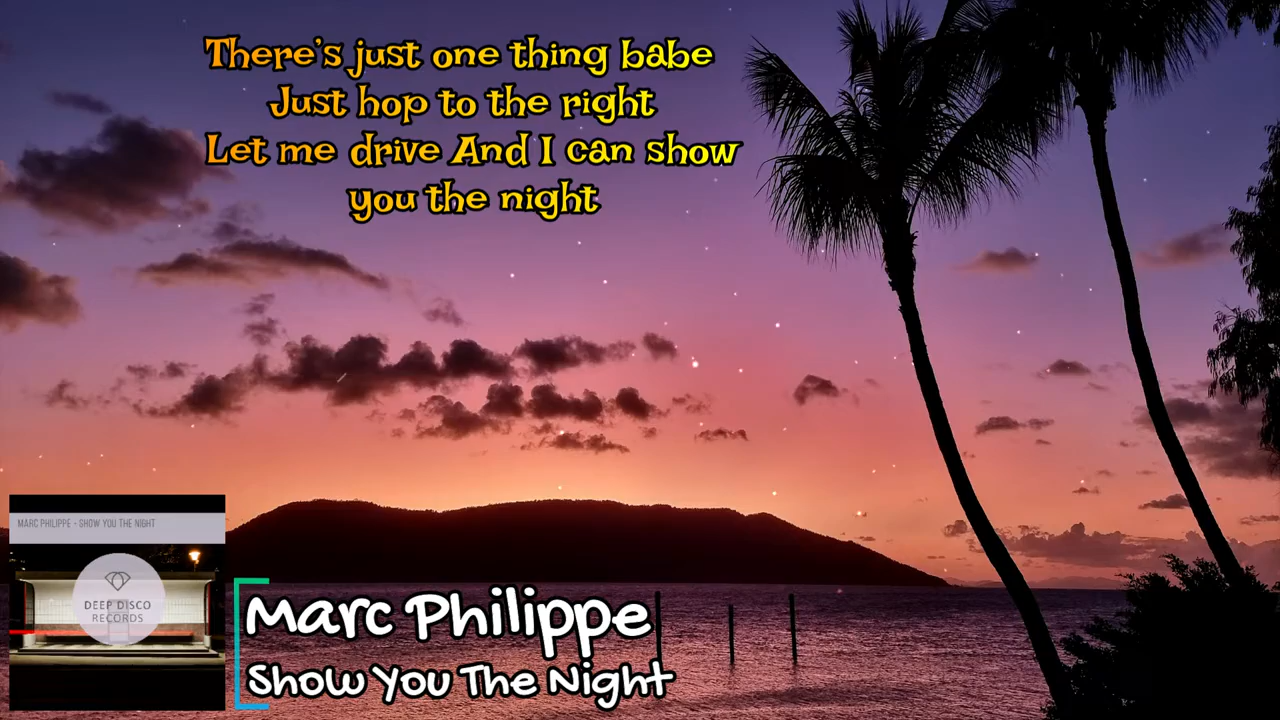 There's just one thing babe
Just hop to the right
Let me drive And I can show
you the night
MARC PHILIPPE - SHOW YOU THE NIGHT
DEEP DISCO
RECORDS
Marc Philippe
Show You The Night